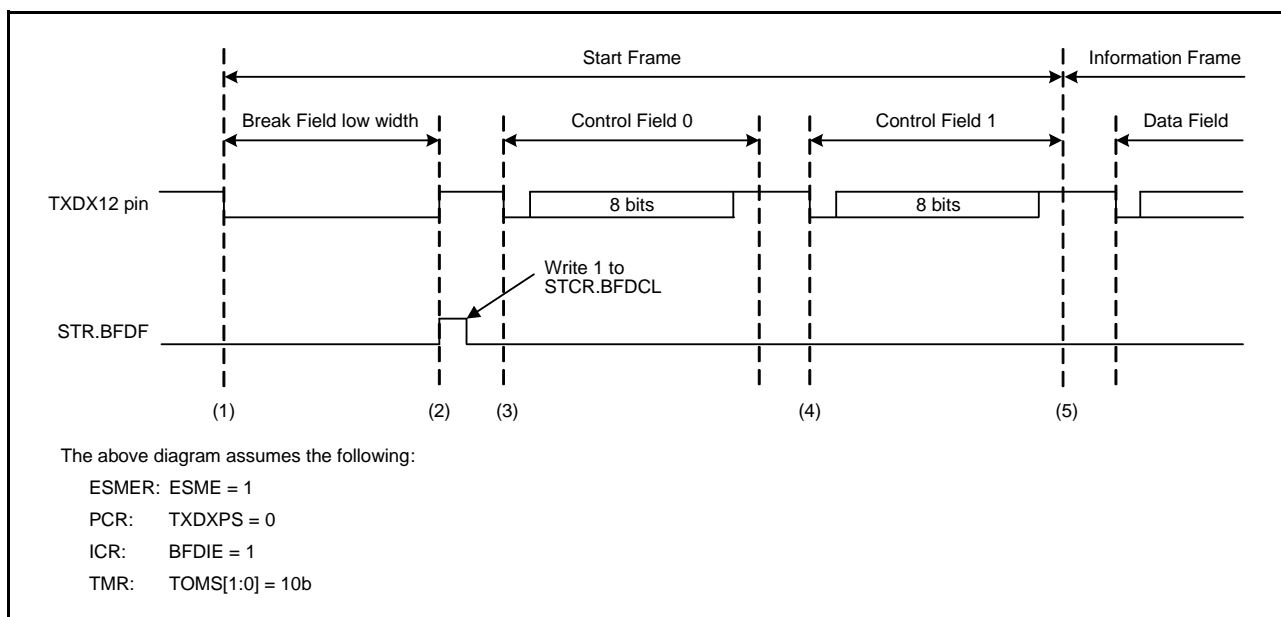 Start Frame
Information Frame
Break Field low width
Control Field 0
Control Field 1
Data Field
TXDX12 pin
8 bits
8 bits
Write 1 to
STCR.BFDCL
STR.BFDF
(1)
(2)
(3)
(4)
(5)
The above diagram assumes the following:
ESMER: ESME = 1
PCR: TXDXPS = 0
ICR: BFDIE = 1
TMR: TOMS[1:0] = 10b